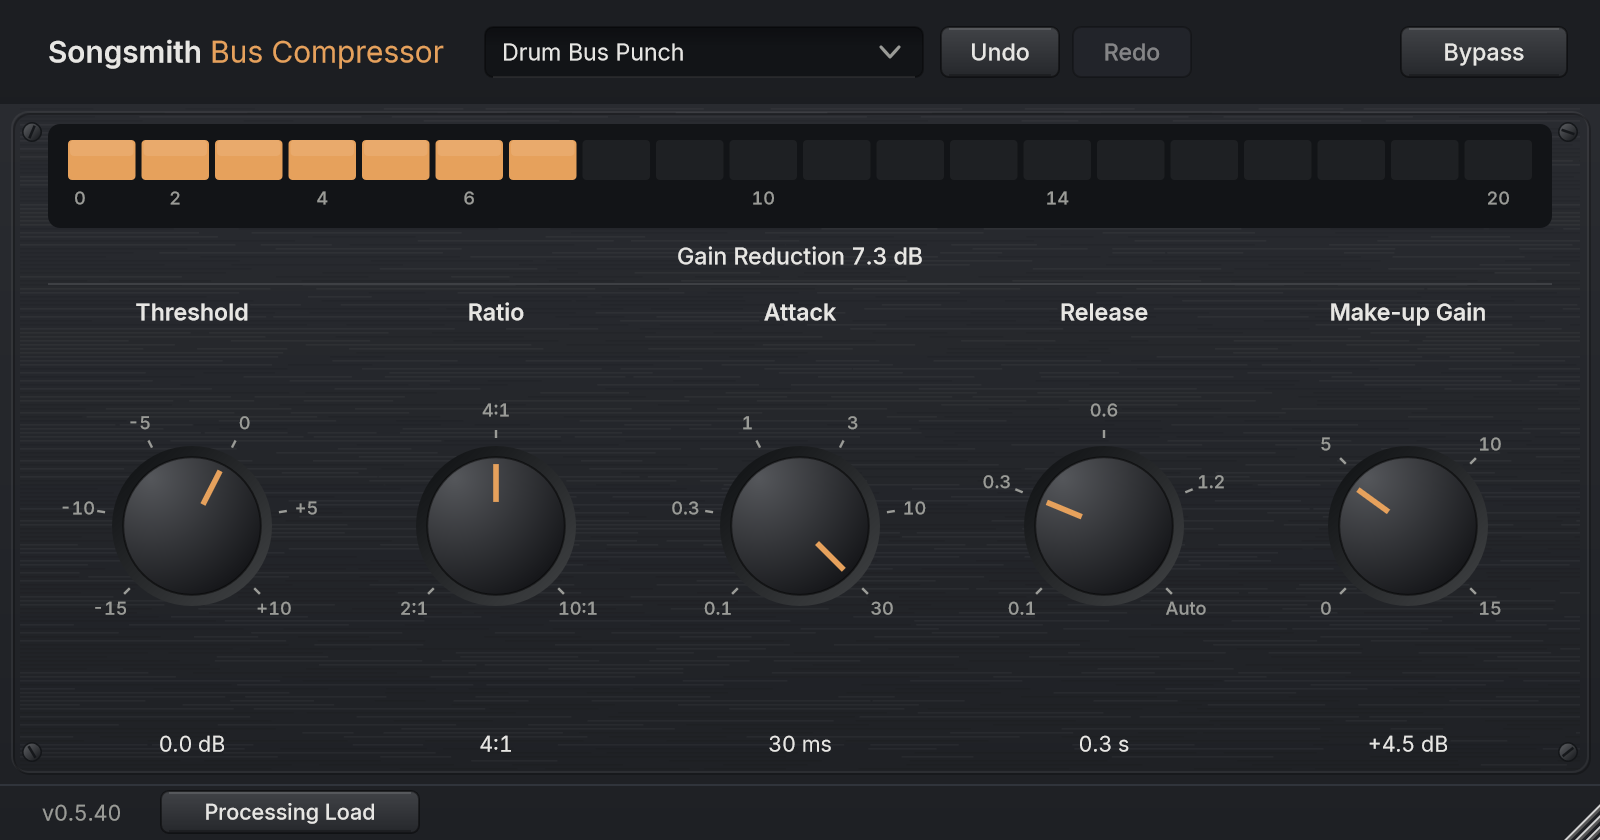 Songsmith Bus Compressor
Drum Bus Punch
Undo
Redo
Bypass
0 2 4 6 10 14 20
Gain Reduction 7.3 dB
Threshold
-15
-10
-5
0
+5
+10
0.0 dB
Ratio
2:1
4:1
10:1
4:1
Attack
0.1
0.3
1
3
10
30
30 ms
Release
0.1
0.3
0.6
1.2
Auto
0.3 s
Make-up Gain
0
5
10
15
+4.5 dB
v0.5.40
Processing Load